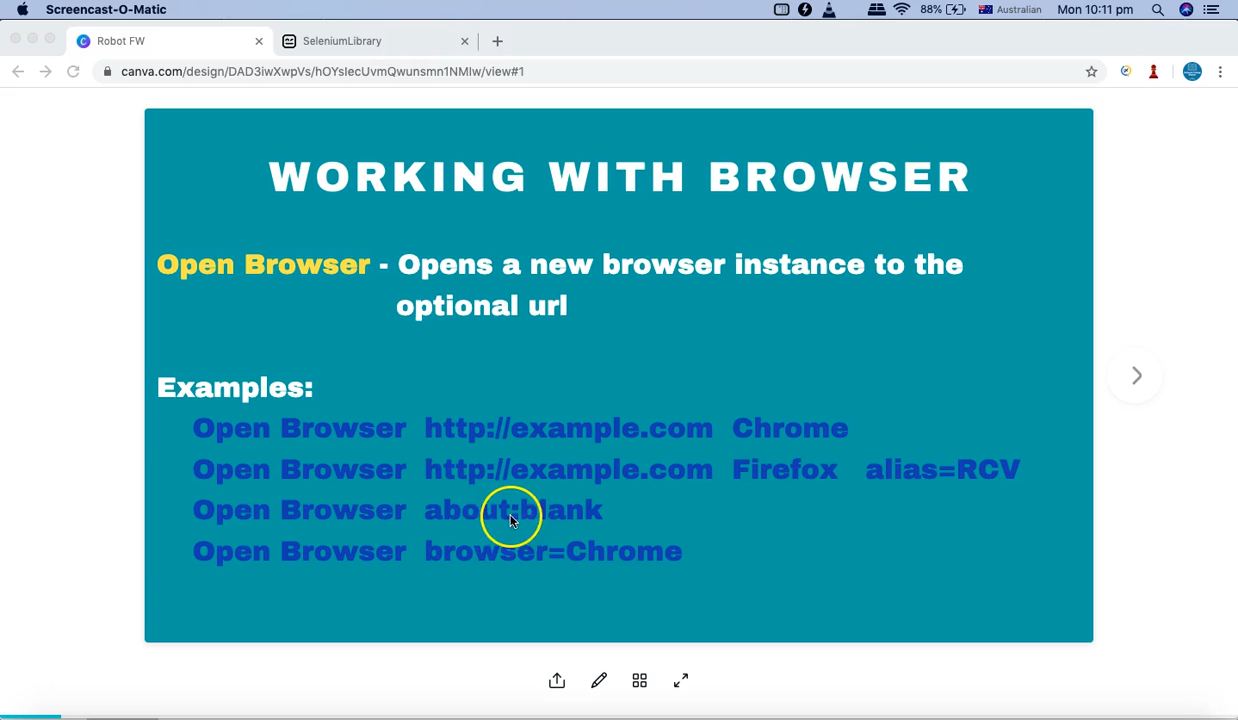 Screencast-O-Matic 88% Australian Mon 10:11 pm
Robot FW SeleniumLibrary
canva.com/design/DAD3iwXwpVs/hOYsIecUvmQwunsmn1NMIw/view#1
WORKING WITH BROWSER
Open Browser - Opens a new browser instance to the
optional url
Examples:
Open Browser http://example.com Chrome
Open Browser http://example.com Firefox alias=RCV
Open Browser about:blank
Open Browser browser=Chrome